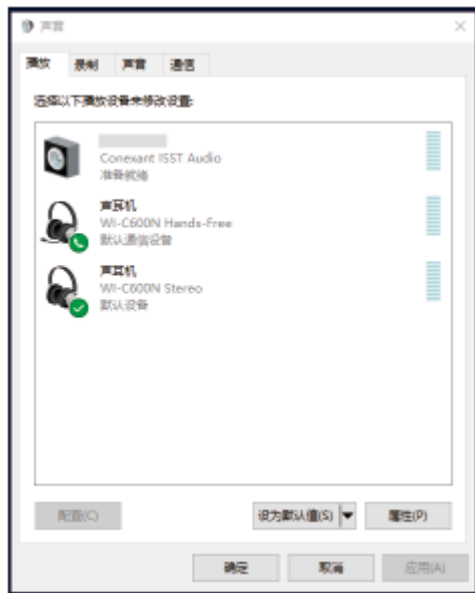 声音
播放 录制 声音 通信
选择以下播放设备来修改设置:
Conexant ISST Audio
准备就绪
耳机
WI-C600N Hands-Free
默认通信设备
耳机
WI-C600N Stereo
默认设备
配置(C) 设为默认值(S) 属性(P)
确定 取消 应用(A)